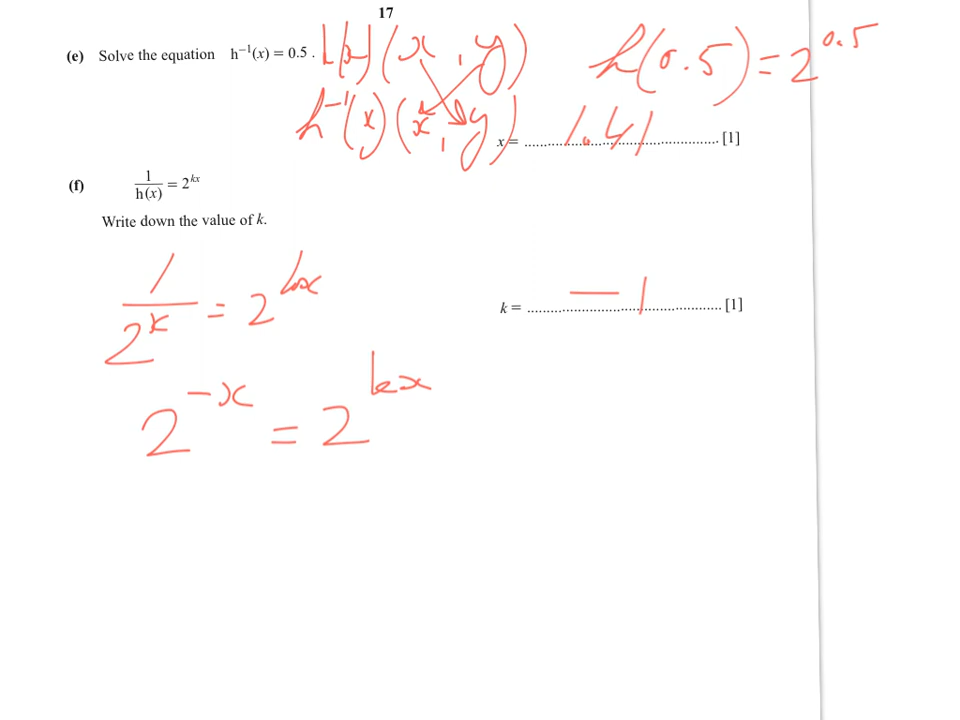 17
(e) Solve the equation h⁻¹(x) = 0.5 . h(x) (x , y) h(0.5) = 2^0.5
h⁻¹(x) (x , y) x = 1.41 [1]
(f) 1/h(x) = 2^kx
Write down the value of k.
1/2^x = 2^kx
k = −1 [1]
2^−x = 2^kx